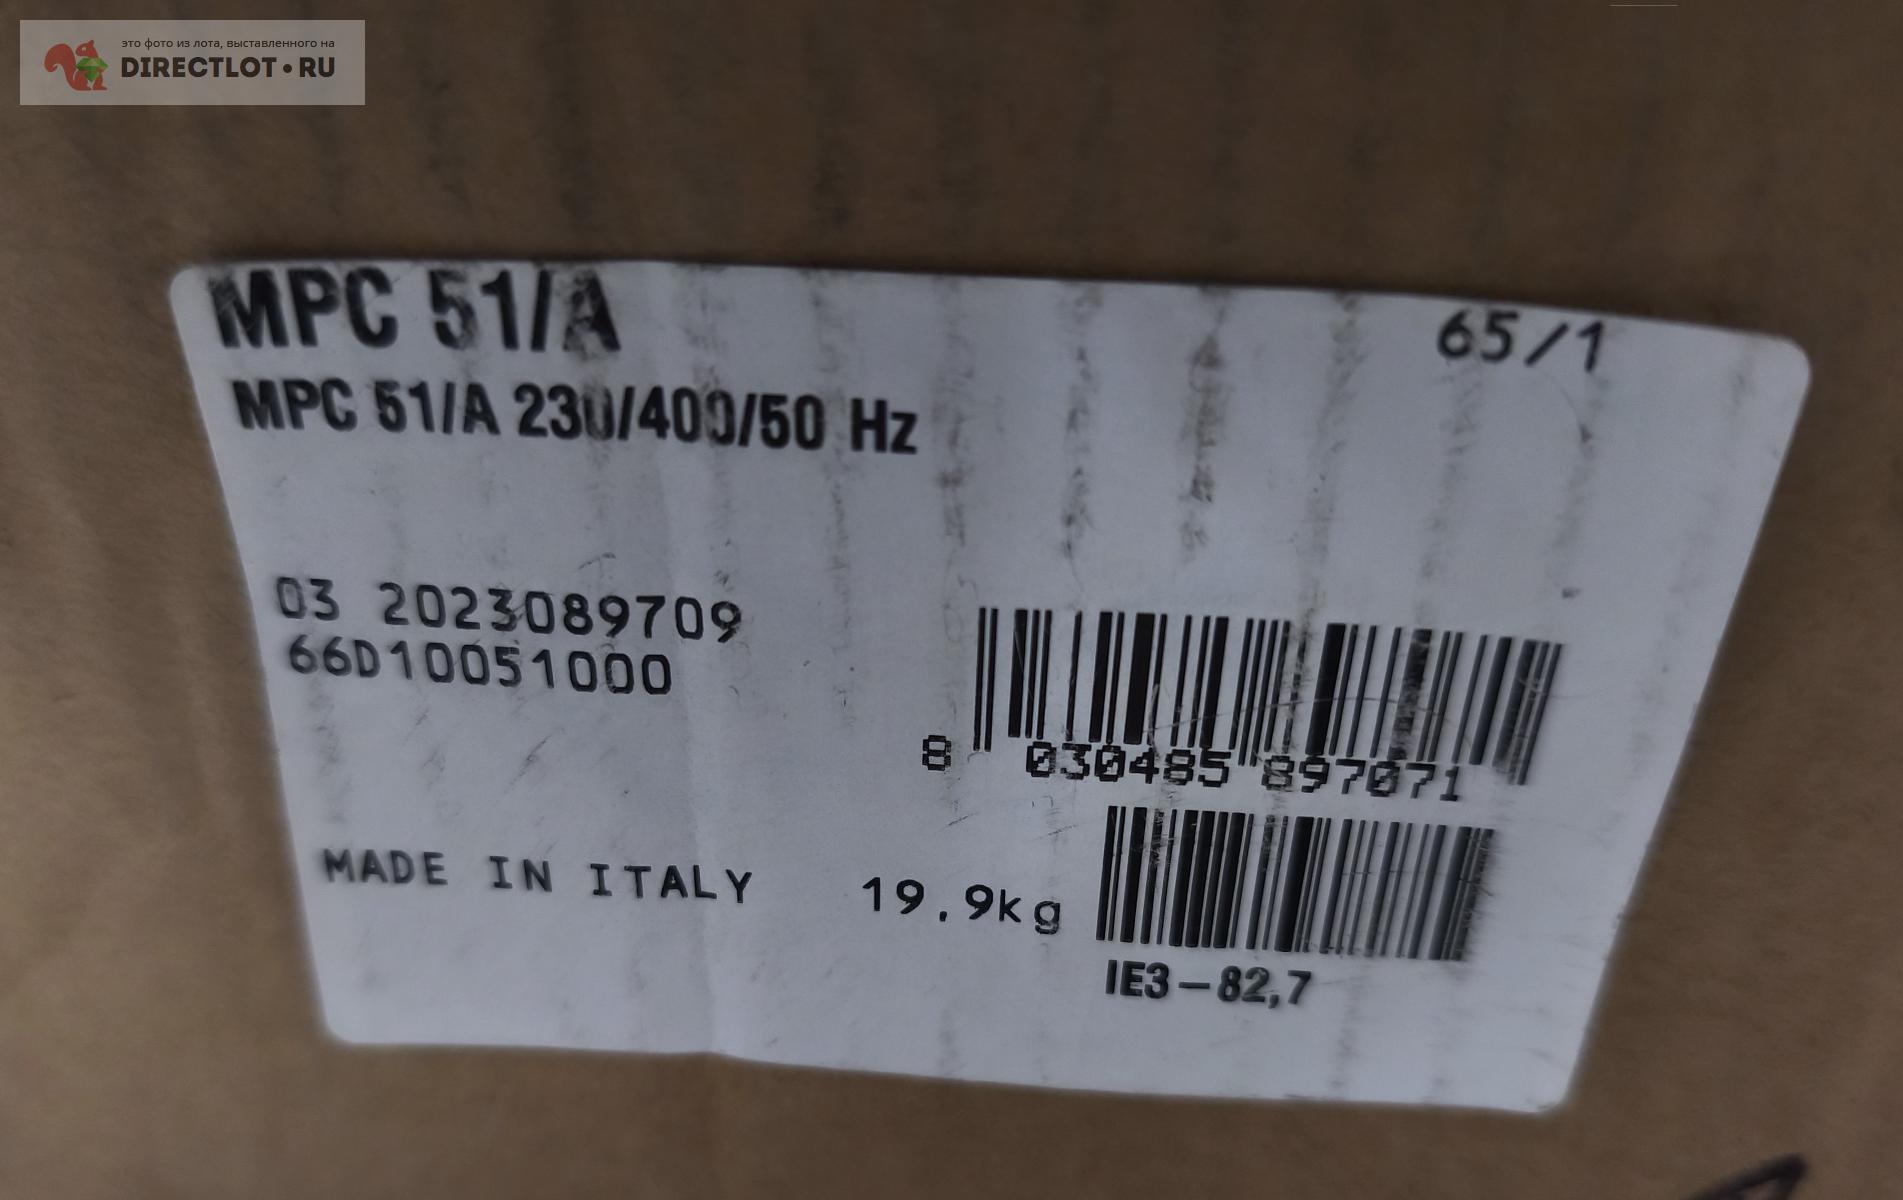 это фото из лота, выставленного на
DIRECTLOT•RU
MPC 51/A
65/1
MPC 51/A 230/400/50 Hz
03 2023089709
66D10051000
8 030485 897071
MADE IN ITALY 19.9kg
IE3-82,7